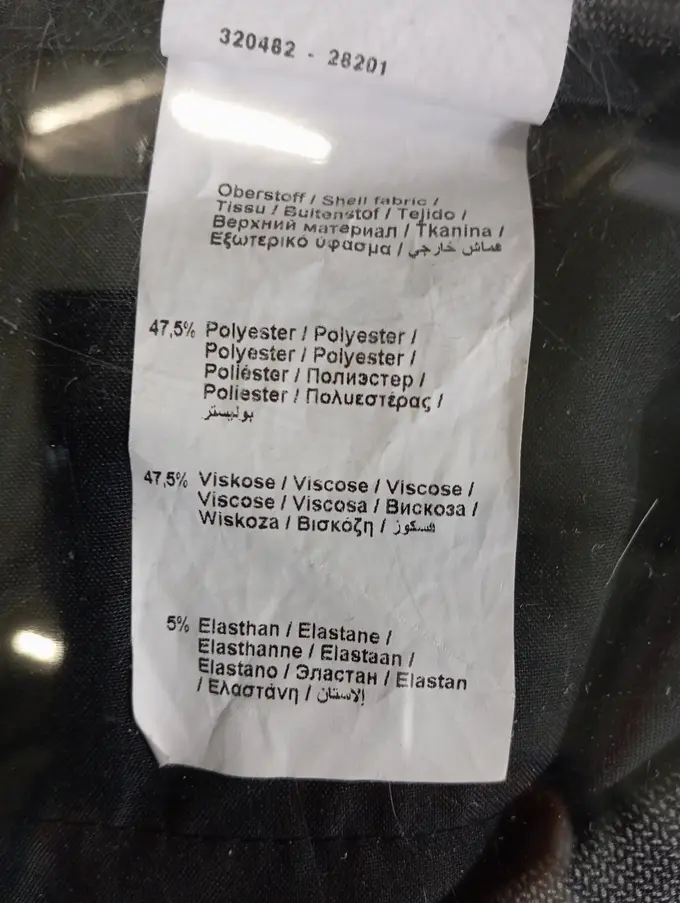 320482 - 28201
Oberstoff / Shell fabric /
Tissu / Buitenstof / Tejido /
Верхний материал / Tkanina /
Εξωτερικό ύφασμα / قماش خارجي
47,5% Polyester / Polyester /
Polyester / Polyester /
Poliéster / Полиэстер /
Poliester / Πολυεστέρας /
بوليستر
47,5% Viskose / Viscose / Viscose /
Viscose / Viscosa / Вискоза /
Wiskoza / Βισκόζη / السكوز
5% Elasthan / Elastane /
Elasthanne / Elastaan /
Elastano / Эластан / Elastan
/ Ελαστάνη / إلاستان